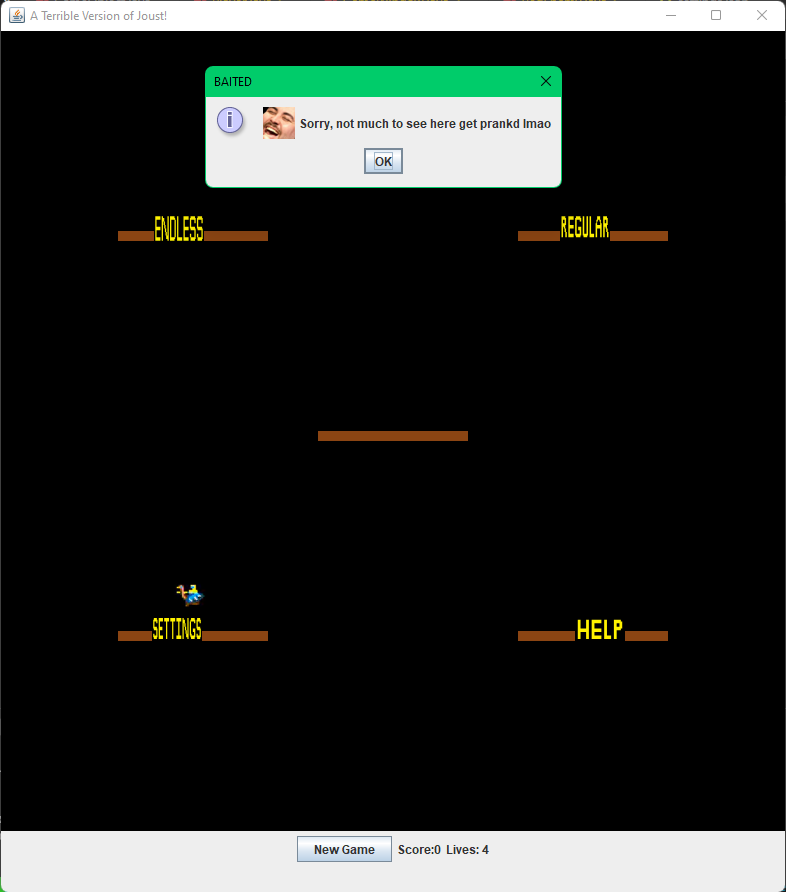 A Terrible Version of Joust!
BAITED
Sorry, not much to see here get prankd lmao
OK
ENDLESS
REGULAR
SETTINGS
HELP
New Game Score:0 Lives: 4